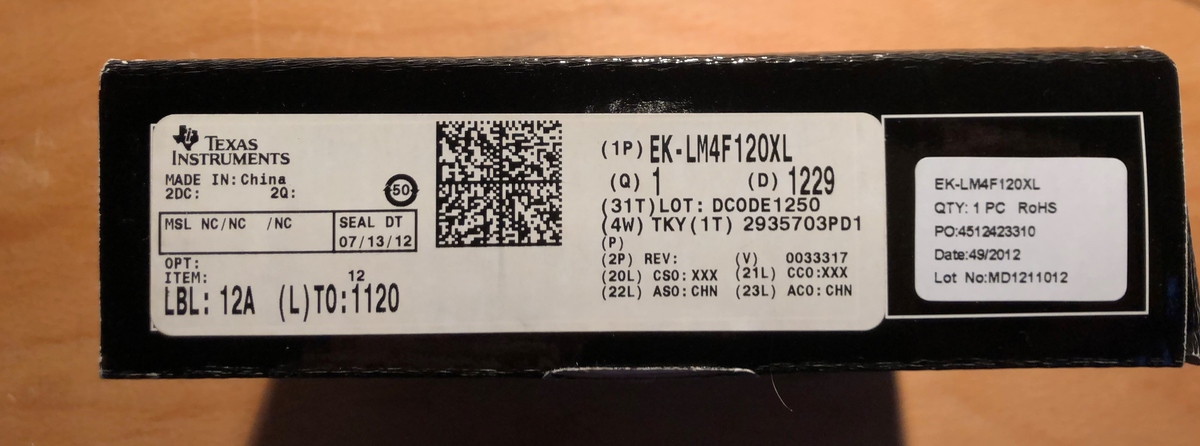 TEXAS
INSTRUMENTS
MADE IN: China
2DC: 2Q:
50
MSL NC/NC /NC
SEAL DT
07/13/12
OPT:
ITEM: 12
LBL: 12A (L)TO:1120
(1P) EK-LM4F120XL
(Q) 1 (D) 1229
(31T)LOT: DCODE1250
(4W) TKY(1T) 2935703PD1
(P)
(2P) REV: (V) 0033317
(20L) CSO: XXX (21L) CCO:XXX
(22L) ASO: CHN (23L) ACO: CHN
EK-LM4F120XL
QTY: 1 PC RoHS
PO:4512423310
Date:49/2012
Lot No:MD1211012